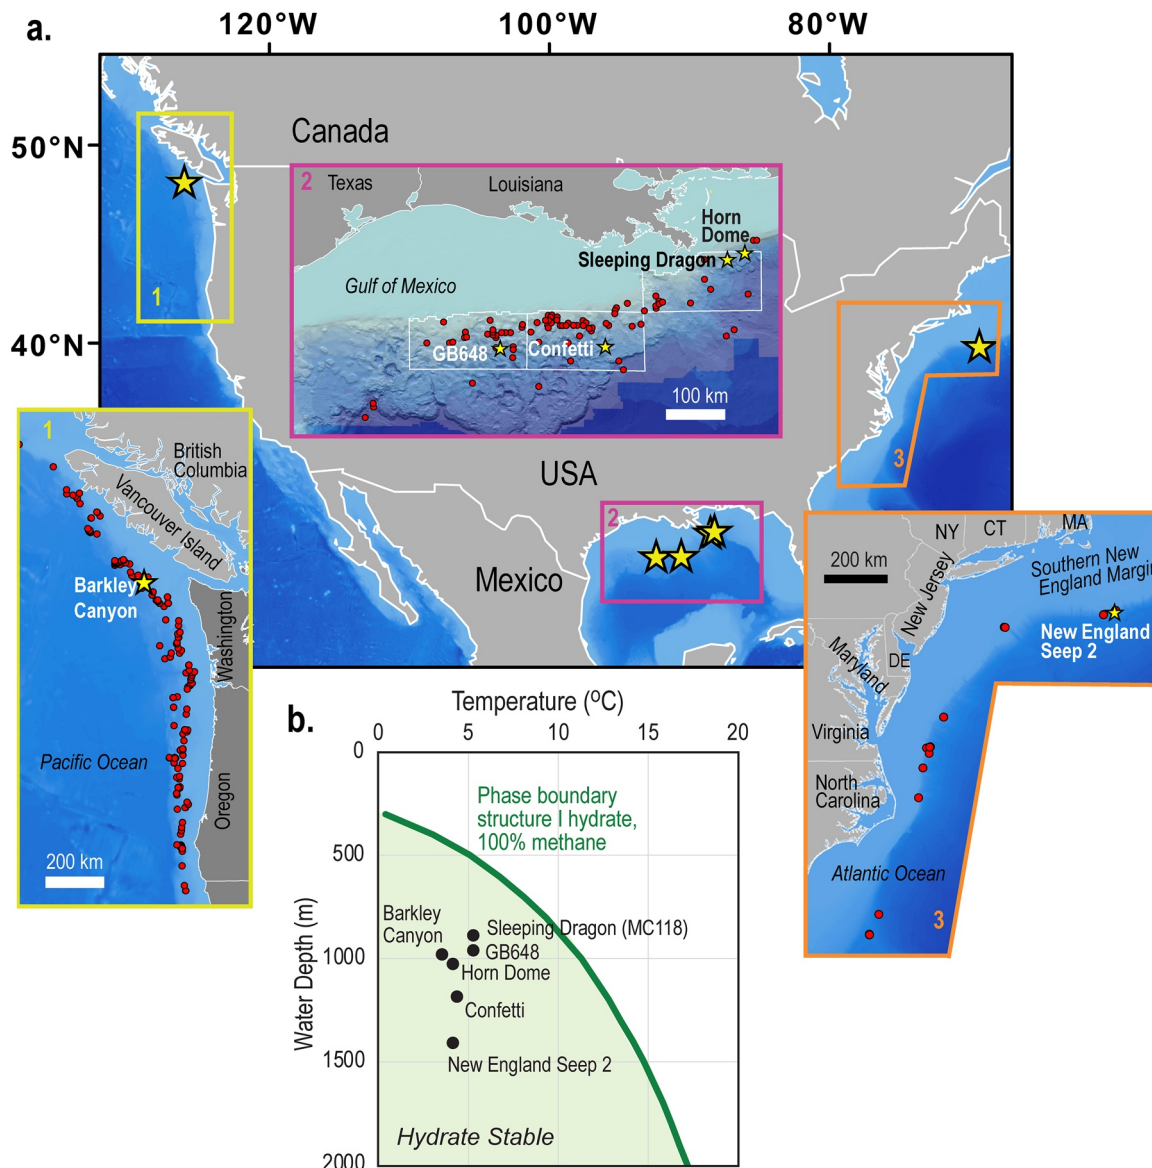 a.
120°W
100°W
80°W
50°N
40°N
Canada
USA
Mexico
1
2
3
2
Texas
Louisiana
Horn
Dome
Sleeping Dragon
Gulf of Mexico
GB648
Confetti
100 km
1
British
Columbia
Vancouver Island
Barkley
Canyon
Washington
Pacific Ocean
Oregon
200 km
NY
CT
MA
200 km
Southern New
England Margin
New Jersey
New England
Seep 2
DE
Maryland
Virginia
North
Carolina
Atlantic Ocean
3
b.
Temperature (ºC)
0
5
10
15
20
0
500
1000
1500
2000
Water Depth (m)
Phase boundary
structure I hydrate,
100% methane
Barkley
Canyon
Sleeping Dragon (MC118)
GB648
Horn Dome
Confetti
New England Seep 2
Hydrate Stable